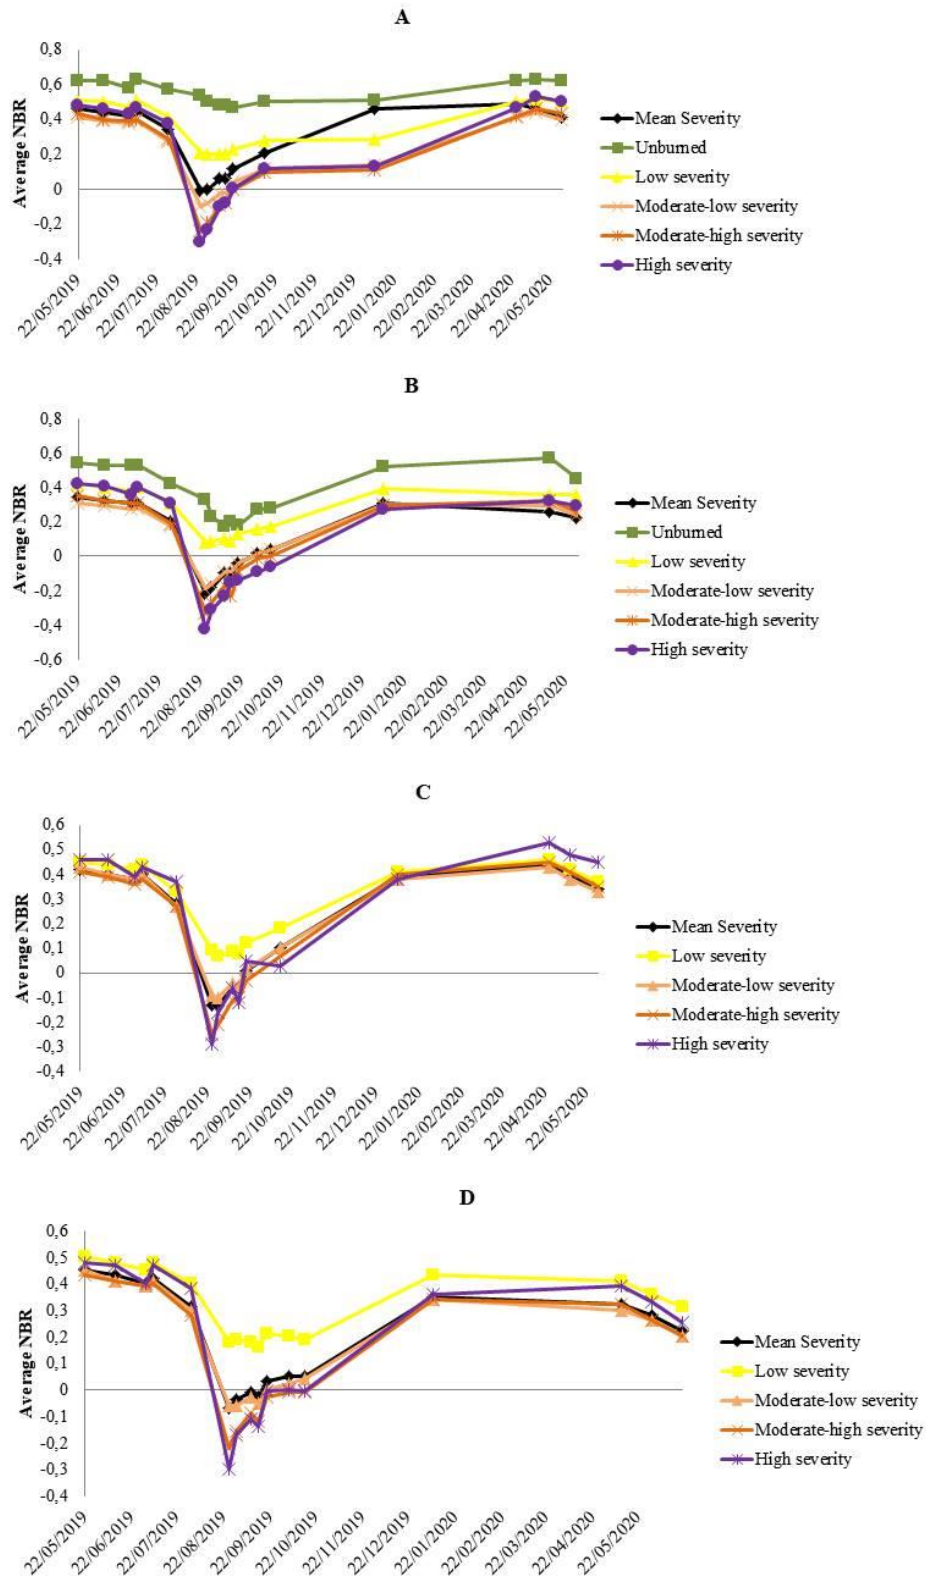 A
0,8
0,6
0,4
0,2
0
-0,2
-0,4
Average NBR
22/05/2019
22/06/2019
22/07/2019
22/08/2019
22/09/2019
22/10/2019
22/11/2019
22/12/2019
22/01/2020
22/02/2020
22/03/2020
22/04/2020
22/05/2020
Mean Severity
Unburned
Low severity
Moderate-low severity
Moderate-high severity
High severity
B
0,8
0,6
0,4
0,2
0
-0,2
-0,4
-0,6
Average NBR
22/05/2019
22/06/2019
22/07/2019
22/08/2019
22/09/2019
22/10/2019
22/11/2019
22/12/2019
22/01/2020
22/02/2020
22/03/2020
22/04/2020
22/05/2020
Mean Severity
Unburned
Low severity
Moderate-low severity
Moderate-high severity
High severity
C
0,6
0,5
0,4
0,3
0,2
0,1
0
-0,1
-0,2
-0,3
-0,4
Average NBR
22/05/2019
22/06/2019
22/07/2019
22/08/2019
22/09/2019
22/10/2019
22/11/2019
22/12/2019
22/01/2020
22/02/2020
22/03/2020
22/04/2020
22/05/2020
Mean Severity
Low severity
Moderate-low severity
Moderate-high severity
High severity
D
0,6
0,5
0,4
0,3
0,2
0,1
0
-0,1
-0,2
-0,3
-0,4
Average NBR
22/05/2019
22/06/2019
22/07/2019
22/08/2019
22/09/2019
22/10/2019
22/11/2019
22/12/2019
22/01/2020
22/02/2020
22/03/2020
22/04/2020
22/05/2020
Mean Severity
Low severity
Moderate-low severity
Moderate-high severity
High severity